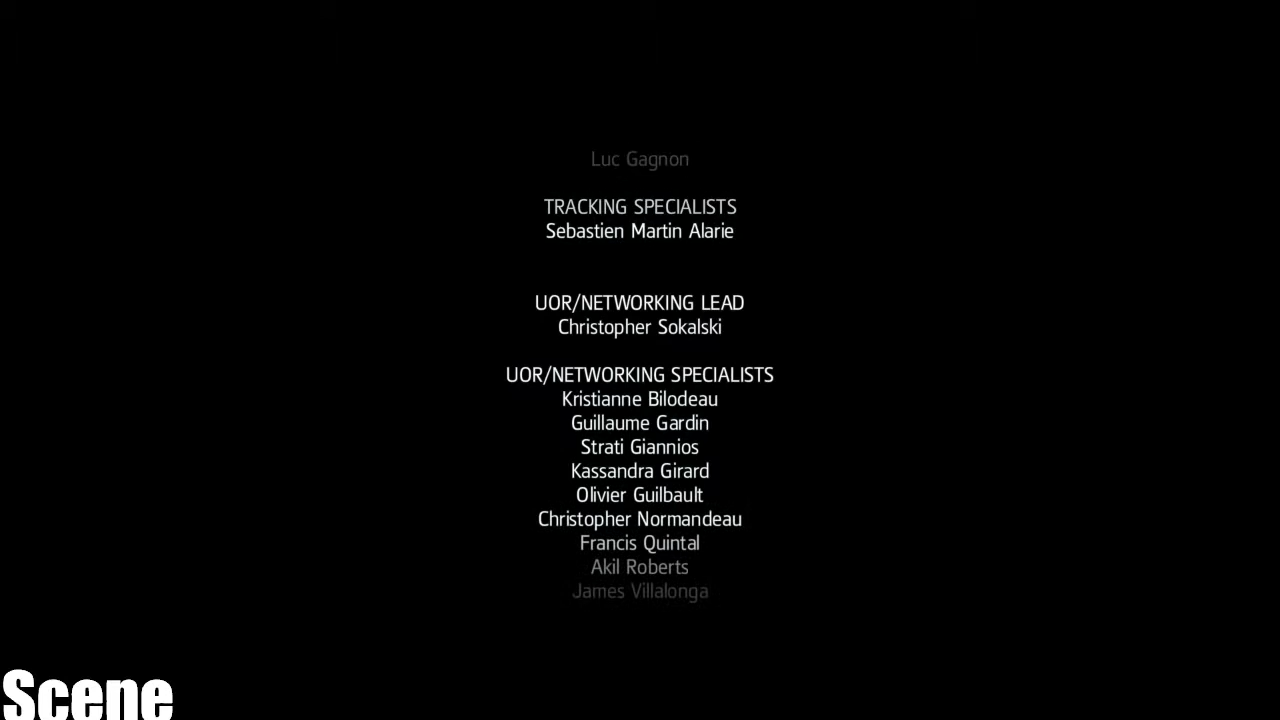 Luc Gagnon
TRACKING SPECIALISTS
Sebastien Martin Alarie
UOR/NETWORKING LEAD
Christopher Sokalski
UOR/NETWORKING SPECIALISTS
Kristianne Bilodeau
Guillaume Gardin
Strati Giannios
Kassandra Girard
Olivier Guilbault
Christopher Normandeau
Francis Quintal
Akil Roberts
James Villalonga
Scene